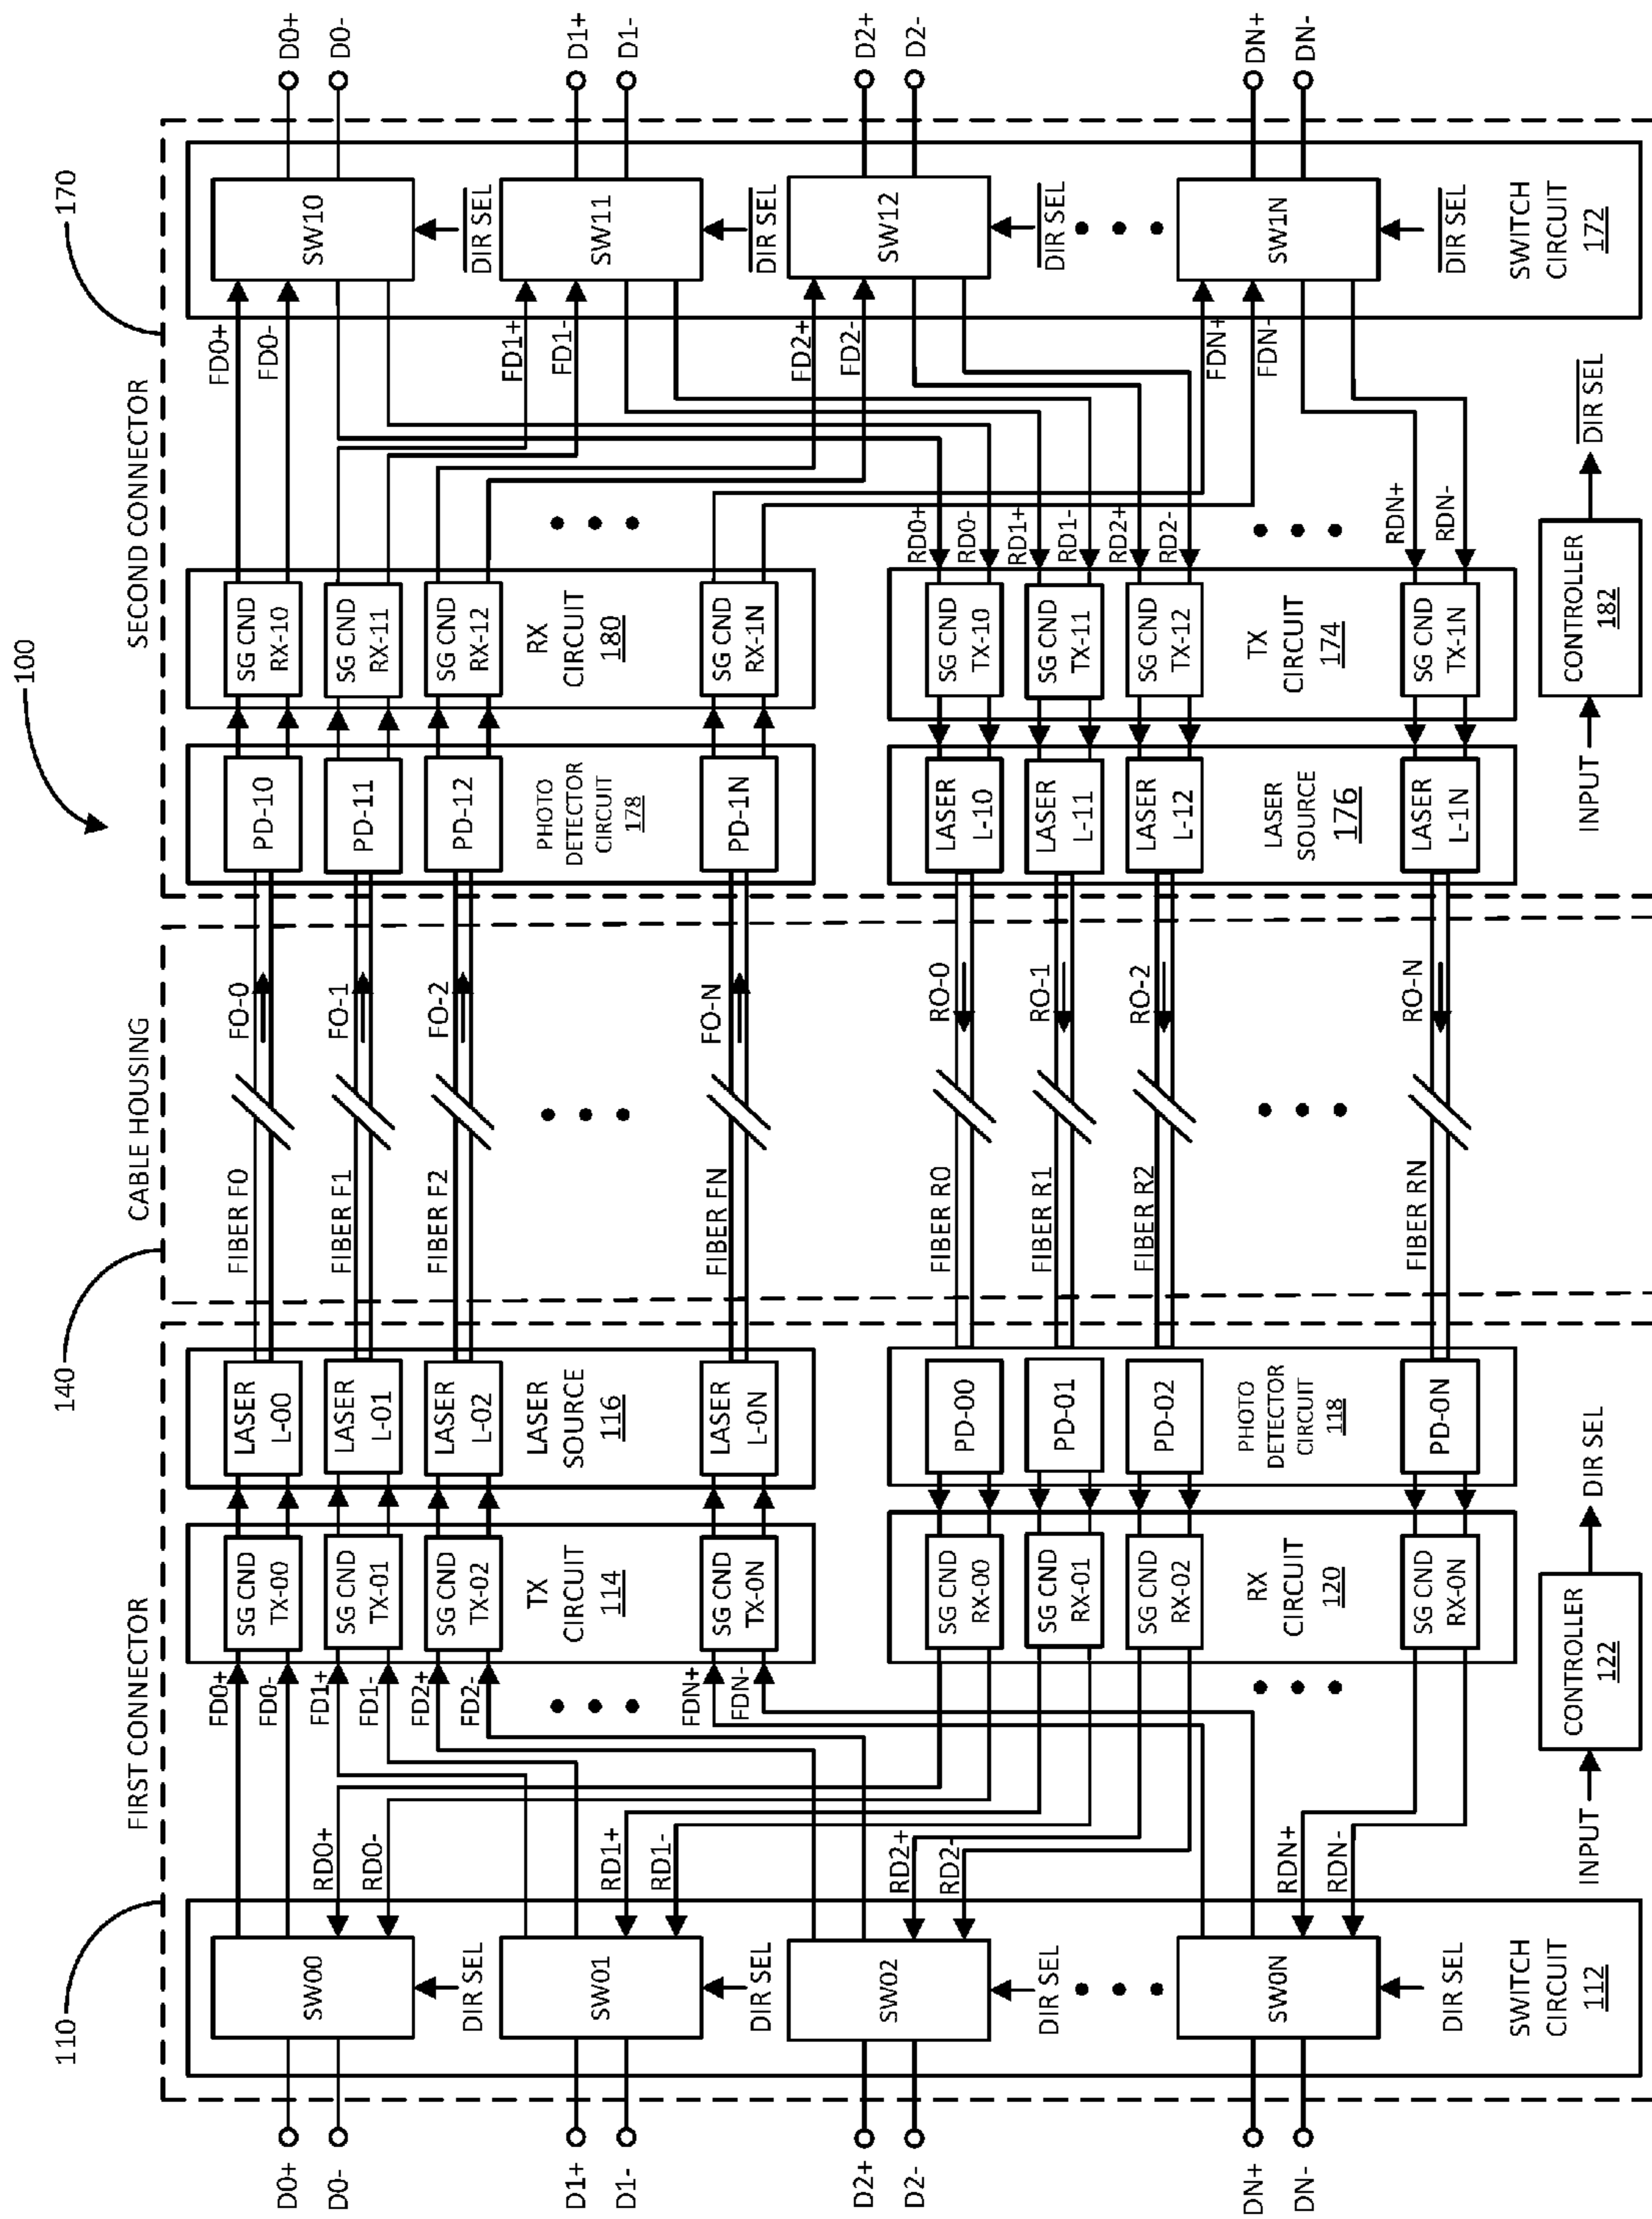 100
110
140
170
FIRST CONNECTOR
CABLE HOUSING
SECOND CONNECTOR
D0+
D0-
D1+
D1-
D2+
D2-
DN+
DN-
SW00
DIR SEL
SW01
DIR SEL
SW02
DIR SEL
SW0N
DIR SEL
SWITCH
CIRCUIT
112
FD0+
FD0-
FD1+
FD1-
FD2+
FD2-
FDN+
FDN-
RD0+
RD0-
RD1+
RD1-
RD2+
RD2-
RDN+
RDN-
SG CND
TX-00
SG CND
TX-01
SG CND
TX-02
TX
CIRCUIT
114
SG CND
TX-0N
SG CND
RX-00
SG CND
RX-01
SG CND
RX-02
RX
CIRCUIT
120
SG CND
RX-0N
INPUT
CONTROLLER
122
DIR SEL
LASER
L-00
LASER
L-01
LASER
L-02
LASER
SOURCE
116
LASER
L-0N
PD-00
PD-01
PD-02
PHOTO
DETECTOR
CIRCUIT
118
PD-0N
FIBER F0
FIBER F1
FIBER F2
FIBER FN
FIBER R0
FIBER R1
FIBER R2
FIBER RN
FO-0
FO-1
FO-2
FO-N
RO-0
RO-1
RO-2
RO-N
PD-10
PD-11
PD-12
PHOTO
DETECTOR
CIRCUIT
178
PD-1N
LASER
L-10
LASER
L-11
LASER
L-12
LASER
SOURCE
176
LASER
L-1N
SG CND
RX-10
SG CND
RX-11
SG CND
RX-12
RX
CIRCUIT
180
SG CND
RX-1N
SG CND
TX-10
SG CND
TX-11
SG CND
TX-12
TX
CIRCUIT
174
SG CND
TX-1N
INPUT
CONTROLLER
182
DIR SEL
RD0+
RD0-
RD1+
RD1-
RD2+
RD2-
RDN+
RDN-
FD0+
FD0-
FD1+
FD1-
FD2+
FD2-
FDN+
FDN-
SW10
DIR SEL
SW11
DIR SEL
SW12
DIR SEL
SW1N
DIR SEL
SWITCH
CIRCUIT
172
D0+
D0-
D1+
D1-
D2+
D2-
DN+
DN-